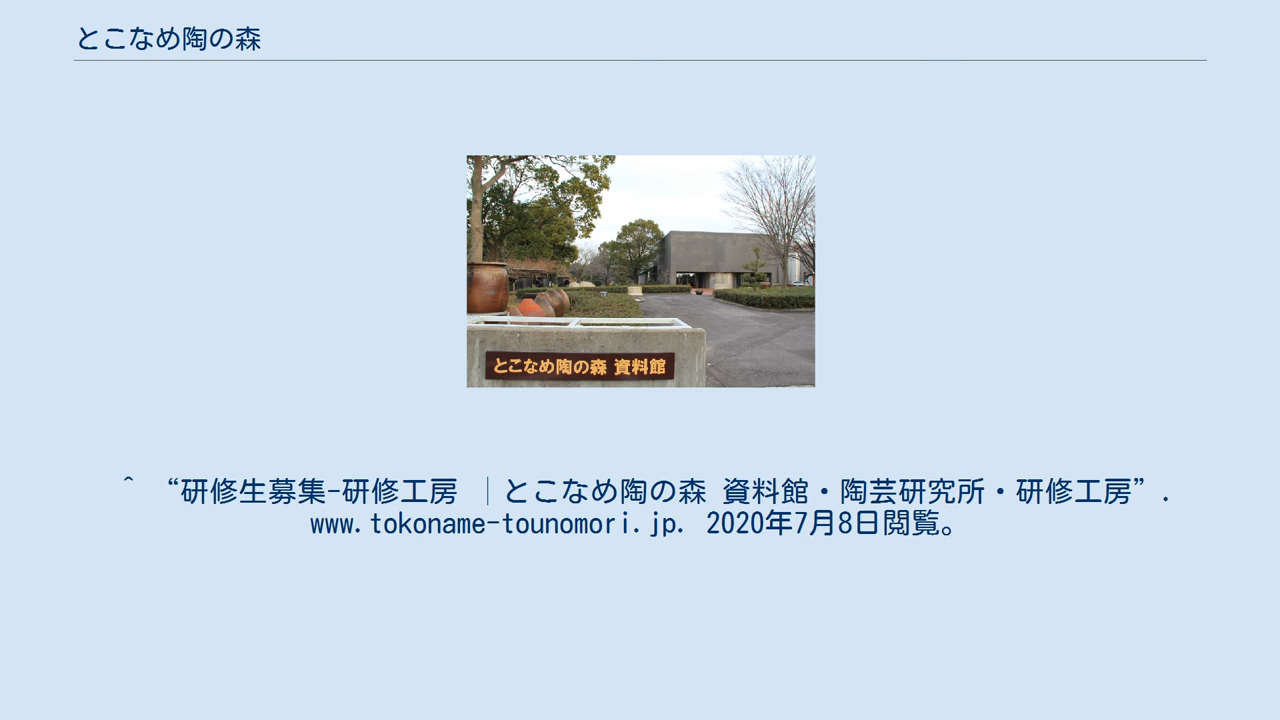 とこなめ陶の森
とこなめ陶の森 資料館
^ “研修生募集-研修工房 ｜とこなめ陶の森 資料館・陶芸研究所・研修工房”.
www.tokoname-tounomori.jp. 2020年7月8日閲覧。